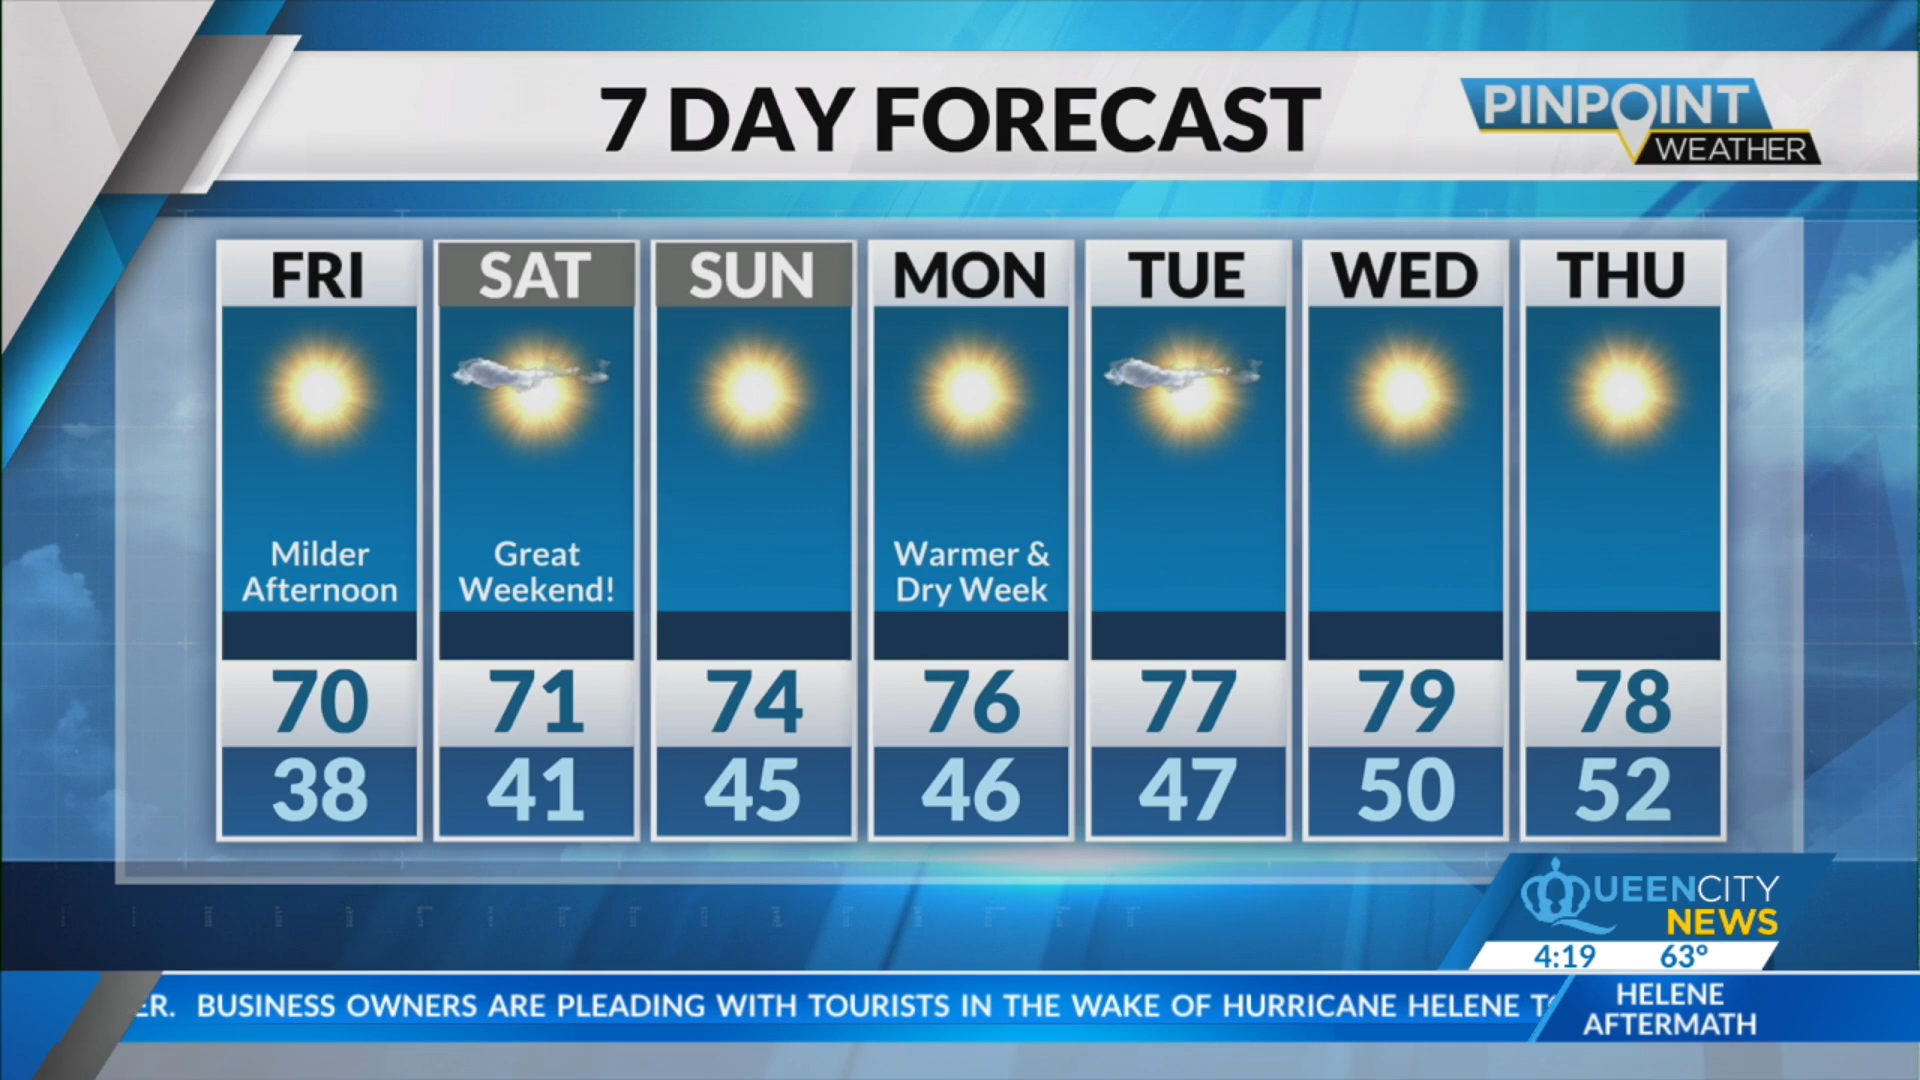 7 DAY FORECAST
PINPOINT
WEATHER
FRI SAT SUN MON TUE WED THU
Milder
Afternoon
Great
Weekend!
Warmer &
Dry Week
70 71 74 76 77 79 78
38 41 45 46 47 50 52
QUEENCITY
NEWS
4:19 63°
ER. BUSINESS OWNERS ARE PLEADING WITH TOURISTS IN THE WAKE OF HURRICANE HELENE
HELENE
AFTERMATH